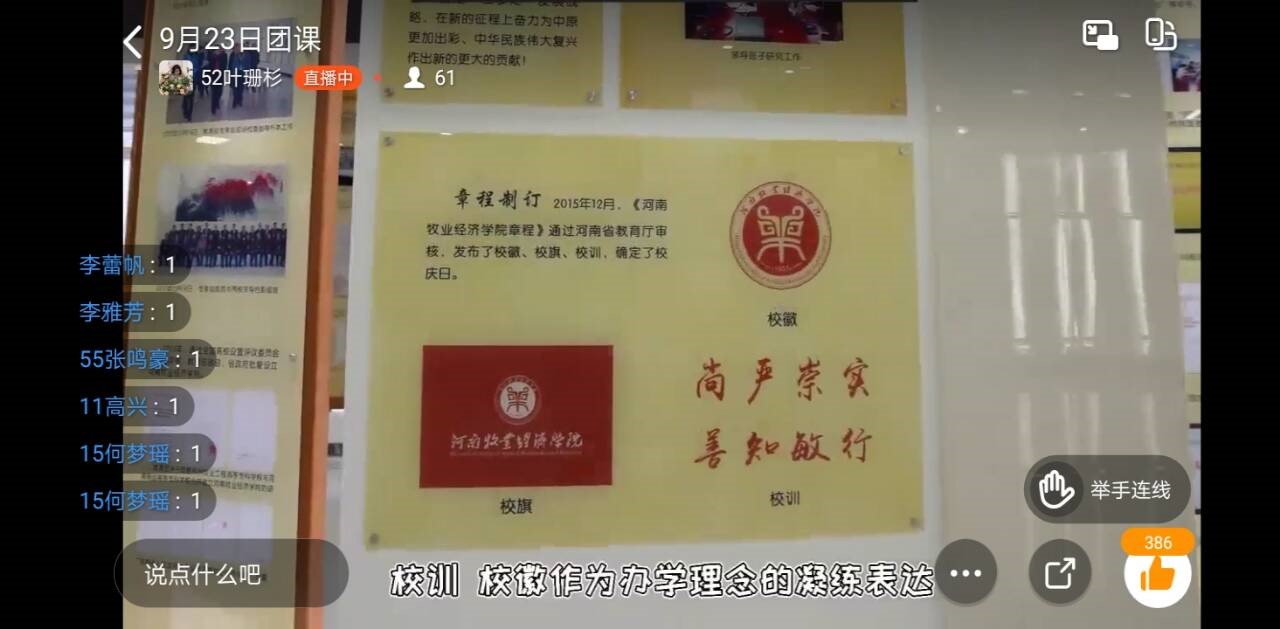 略，在新的征程上奋力为中原
更加出彩、中华民族伟大复兴
作出新的更大的贡献！
9月23日团课
52叶珊杉 直播中 61
章程制订 2015年12月，《河南
牧业经济学院章程》通过河南省教育厅审
核，发布了校徽、校旗、校训，确定了校
庆日。
校徽
河南牧业经济学院
校旗
尚严崇实
善知敏行
校训
李蕾帆：1
李雅芳：1
55张鸣豪：1
11高兴：1
15何梦瑶：1
15何梦瑶：1
举手连线
386
说点什么吧
校训 校徽作为办学理念的凝练表达